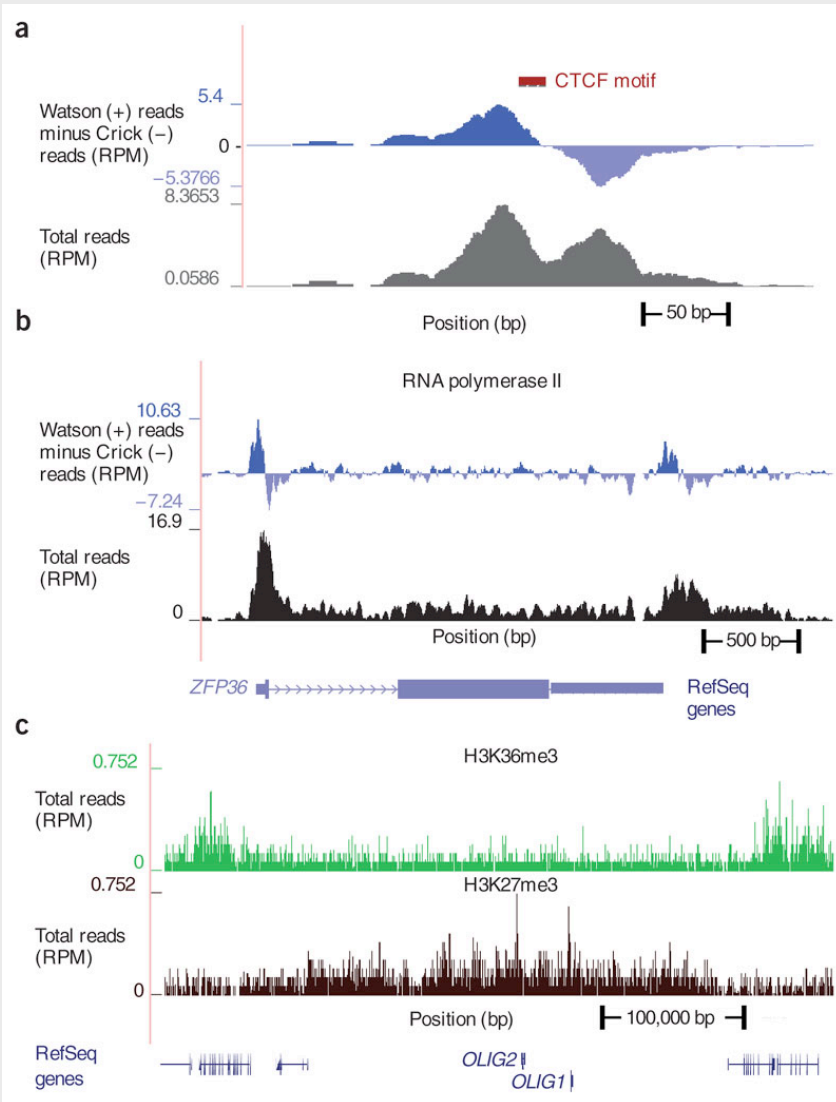 a
CTCF motif
Watson (+) reads
minus Crick (−)
reads (RPM)
5.4
0
−5.3766
8.3653
Total reads
(RPM)
0.0586
Position (bp)
50 bp
b
RNA polymerase II
Watson (+) reads
minus Crick (−)
reads (RPM)
10.63
−7.24
16.9
Total reads
(RPM)
0
Position (bp)
500 bp
ZFP36
RefSeq
genes
c
H3K36me3
0.752
Total reads
(RPM)
0
H3K27me3
0.752
Total reads
(RPM)
0
Position (bp)
100,000 bp
RefSeq
genes
OLIG2
OLIG1